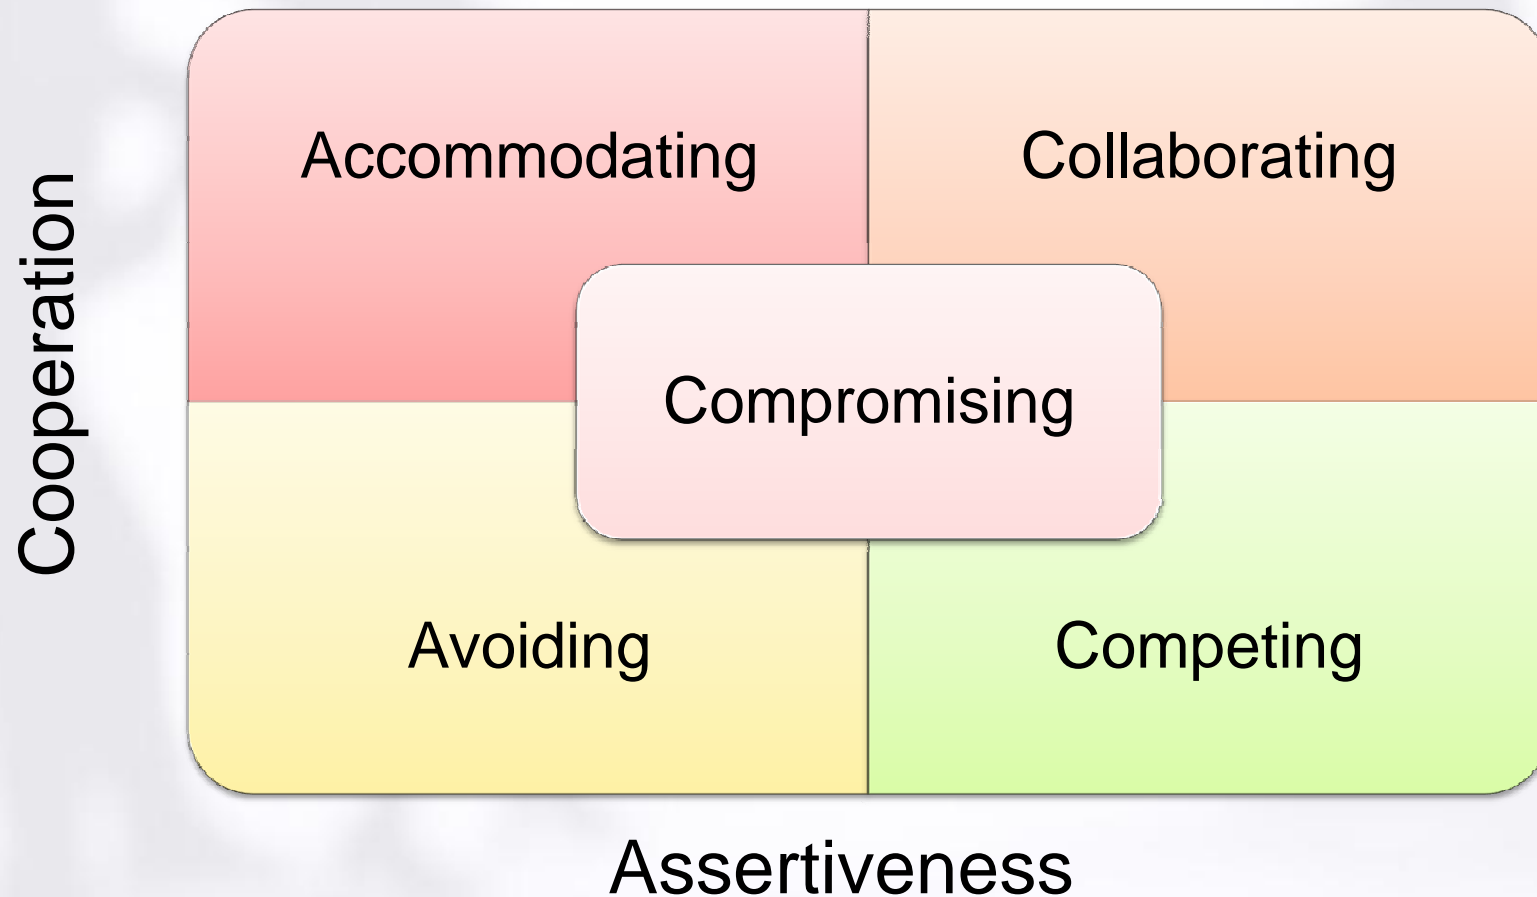 Accommodating
Collaborating
Cooperation
Compromising
Avoiding
Competing
Assertiveness